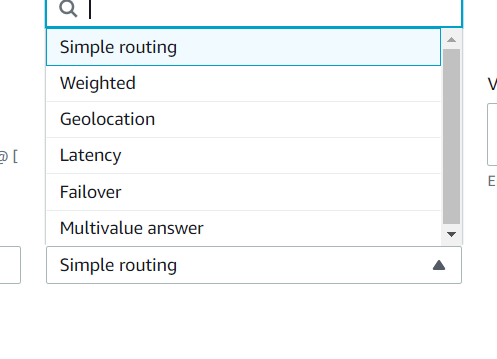 Simple routing
Weighted
Geolocation
V
Latency
@ [
E
Failover
Multivalue answer
Simple routing